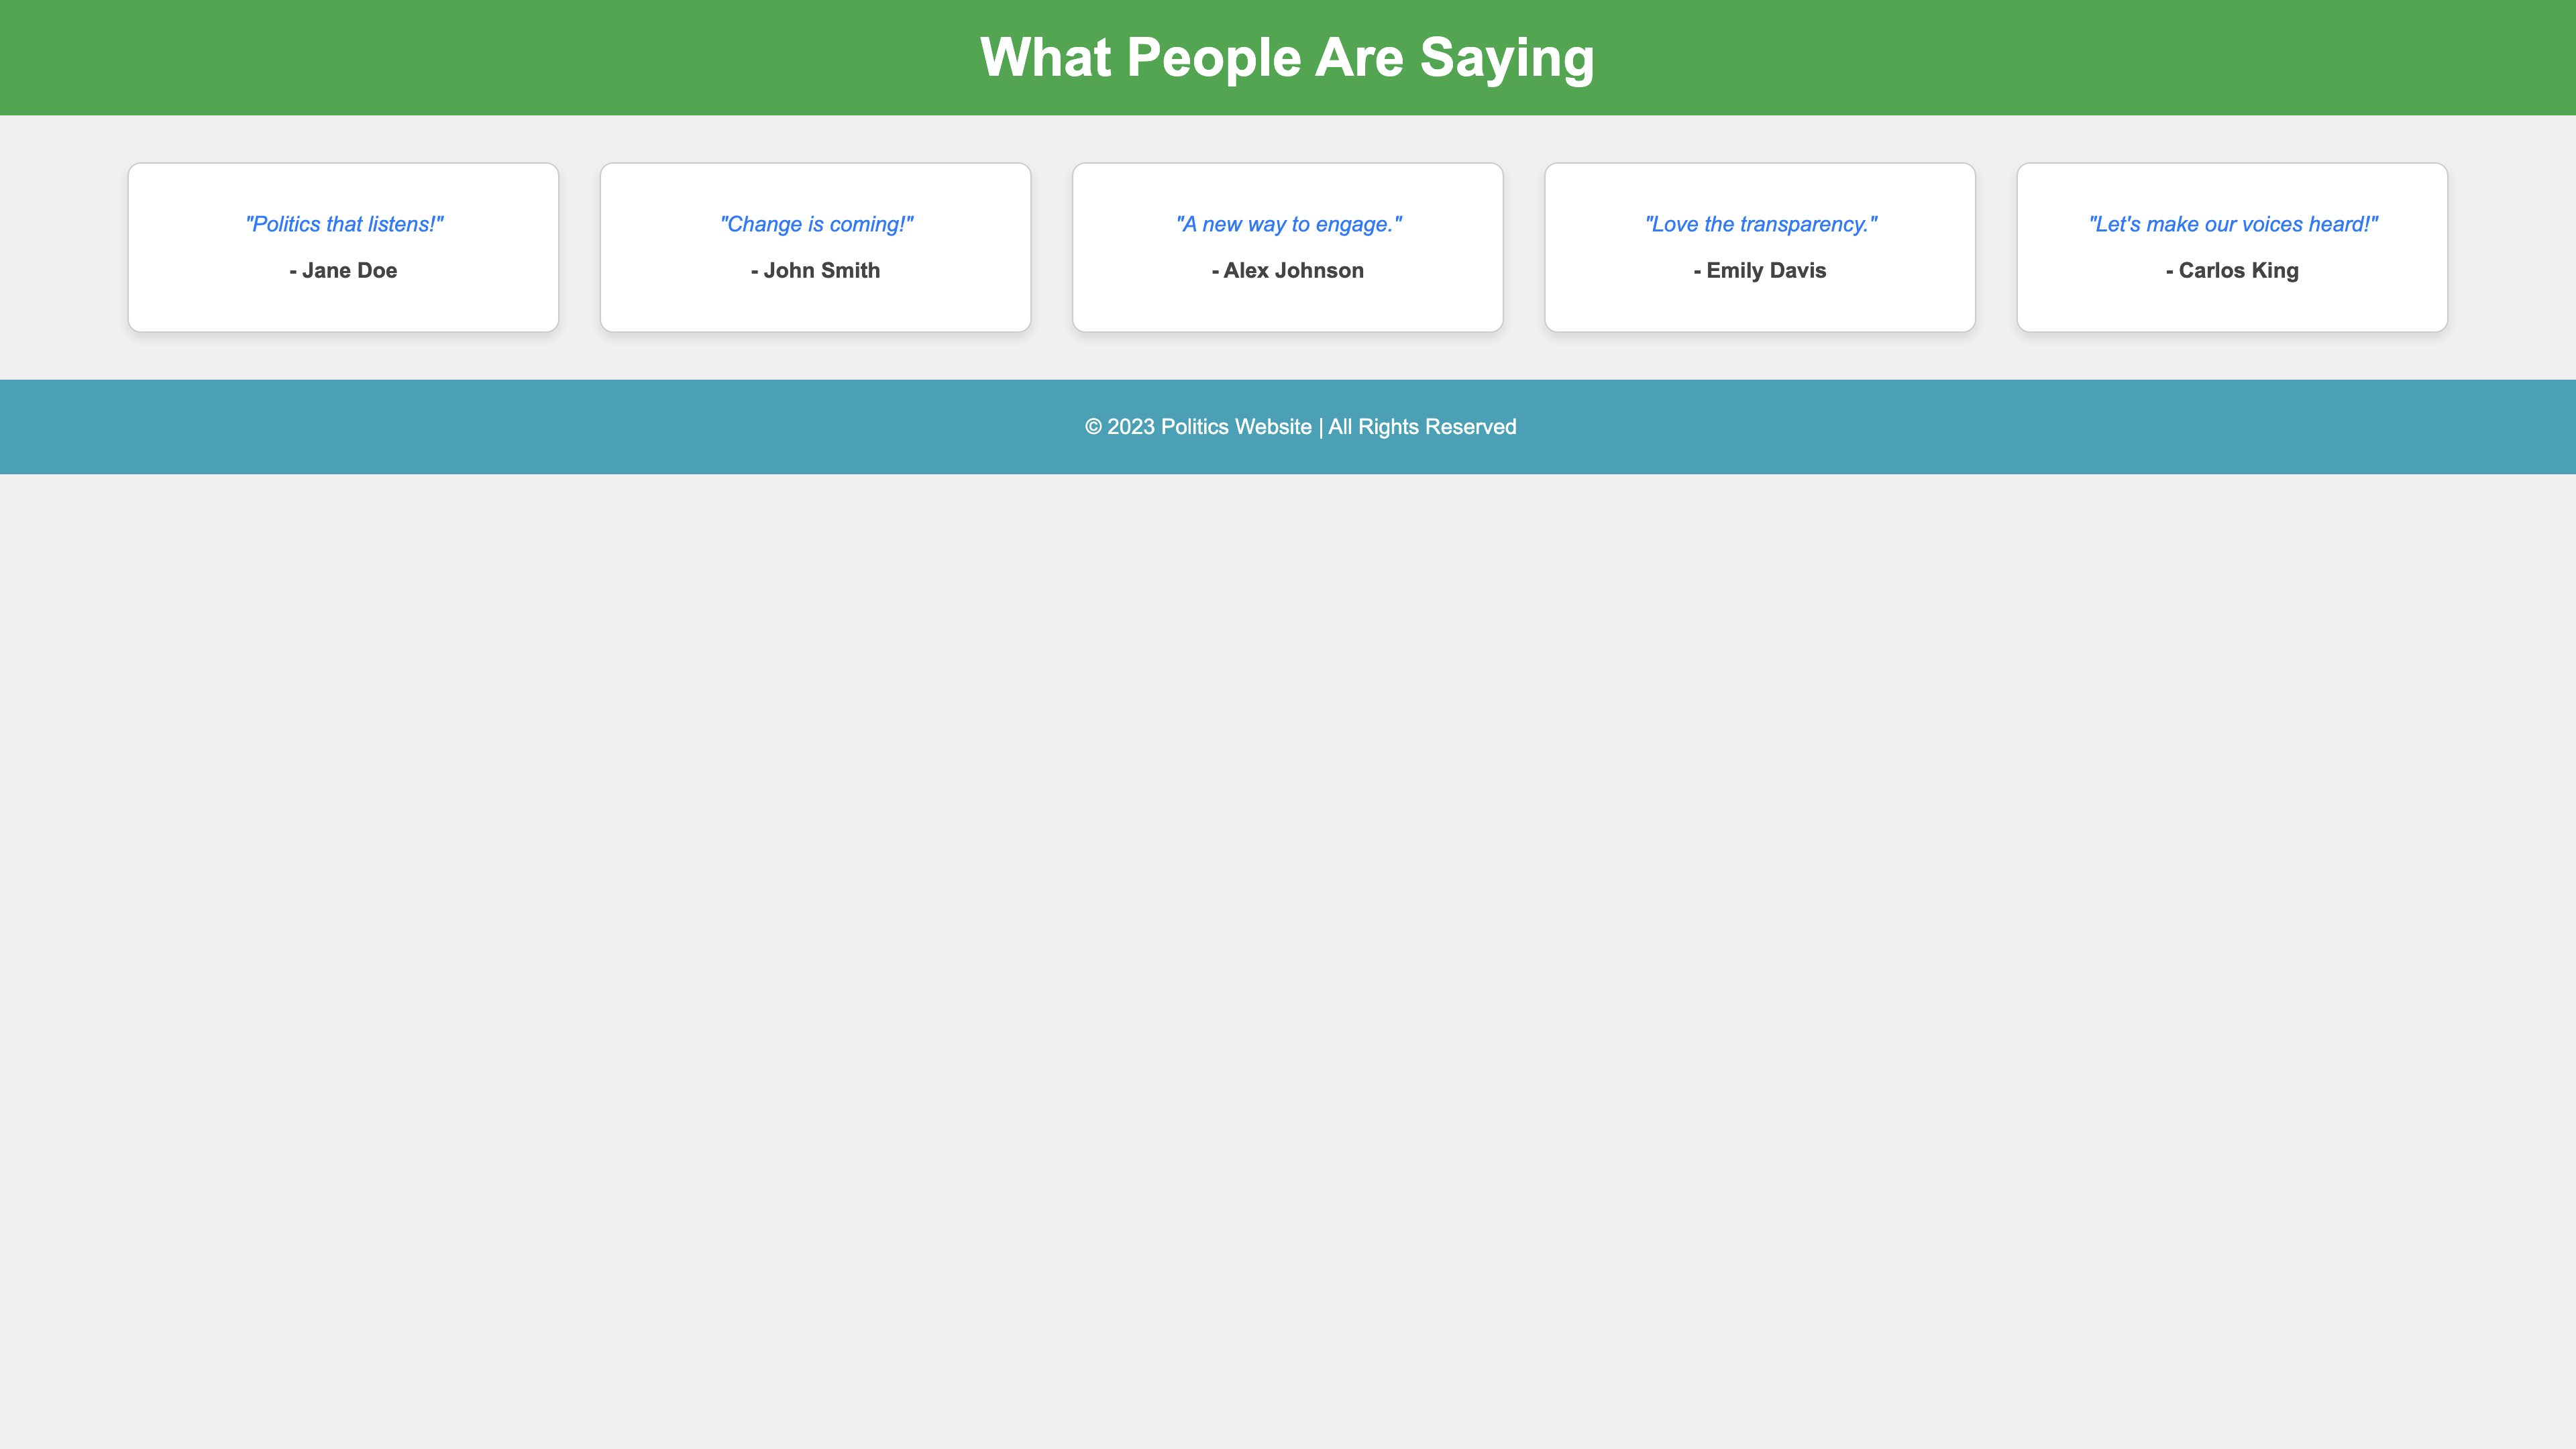 What People Are Saying
"Politics that listens!"
- Jane Doe
"Change is coming!"
- John Smith
"A new way to engage."
- Alex Johnson
"Love the transparency."
- Emily Davis
"Let's make our voices heard!"
- Carlos King
© 2023 Politics Website | All Rights Reserved